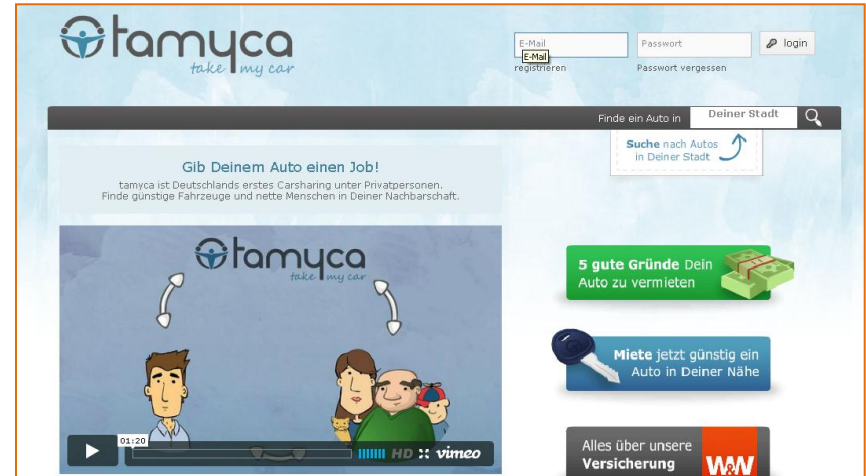 tamyca
take my car
E-Mail
Passwort
login
E-Mail
registrieren
Passwort vergessen
Finde ein Auto in
Deiner Stadt
Suche nach Autos
in Deiner Stadt
Gib Deinem Auto einen Job!
tamyca ist Deutschlands erstes Carsharing unter Privatpersonen.
Finde günstige Fahrzeuge und nette Menschen in Deiner Nachbarschaft.
tamyca
take my car
01:20
HD
vimeo
5 gute Gründe Dein
Auto zu vermieten
Miete jetzt günstig ein
Auto in Deiner Nähe
Alles über unsere
Versicherung
W&W